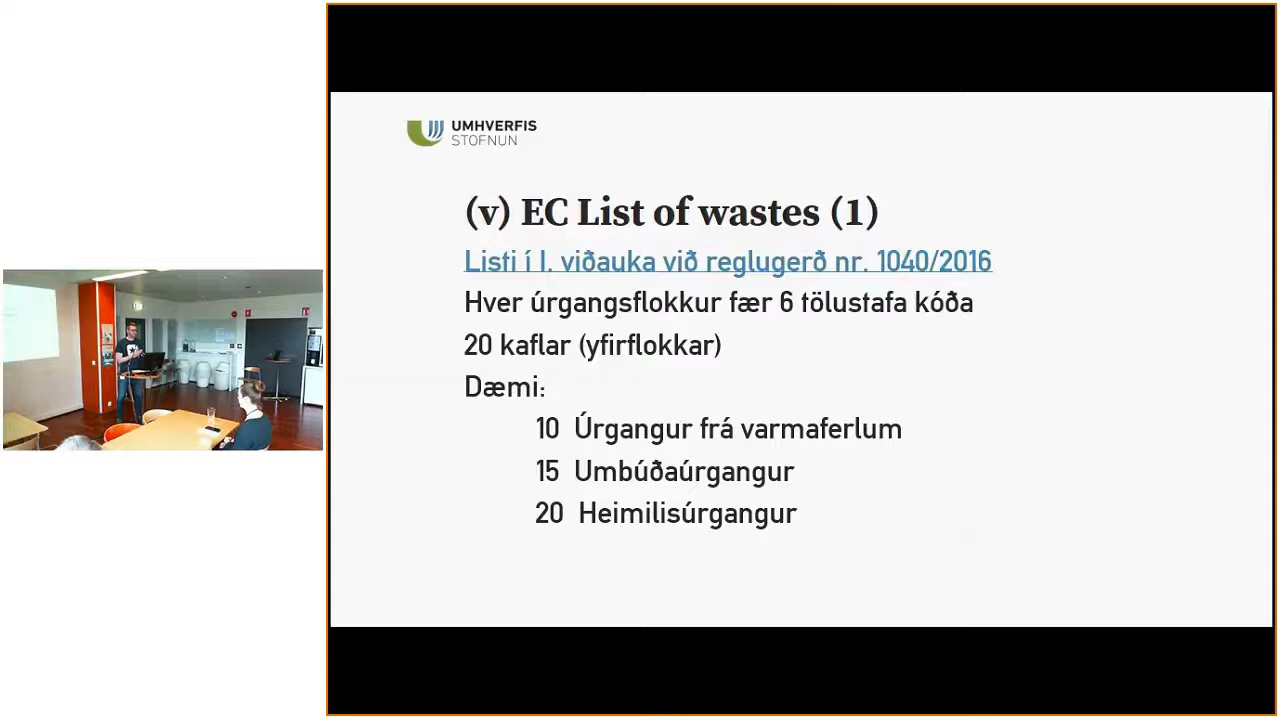 UMHVERFIS
STOFNUN
(v) EC List of wastes (1)
Listi í I. viðauka við reglugerð nr. 1040/2016
Hver úrgangsflokkur fær 6 tölustafa kóða
20 kaflar (yfirflokkar)
Dæmi:
10 Úrgangur frá varmaferlum
15 Umbúðaúrgangur
20 Heimilisúrgangur